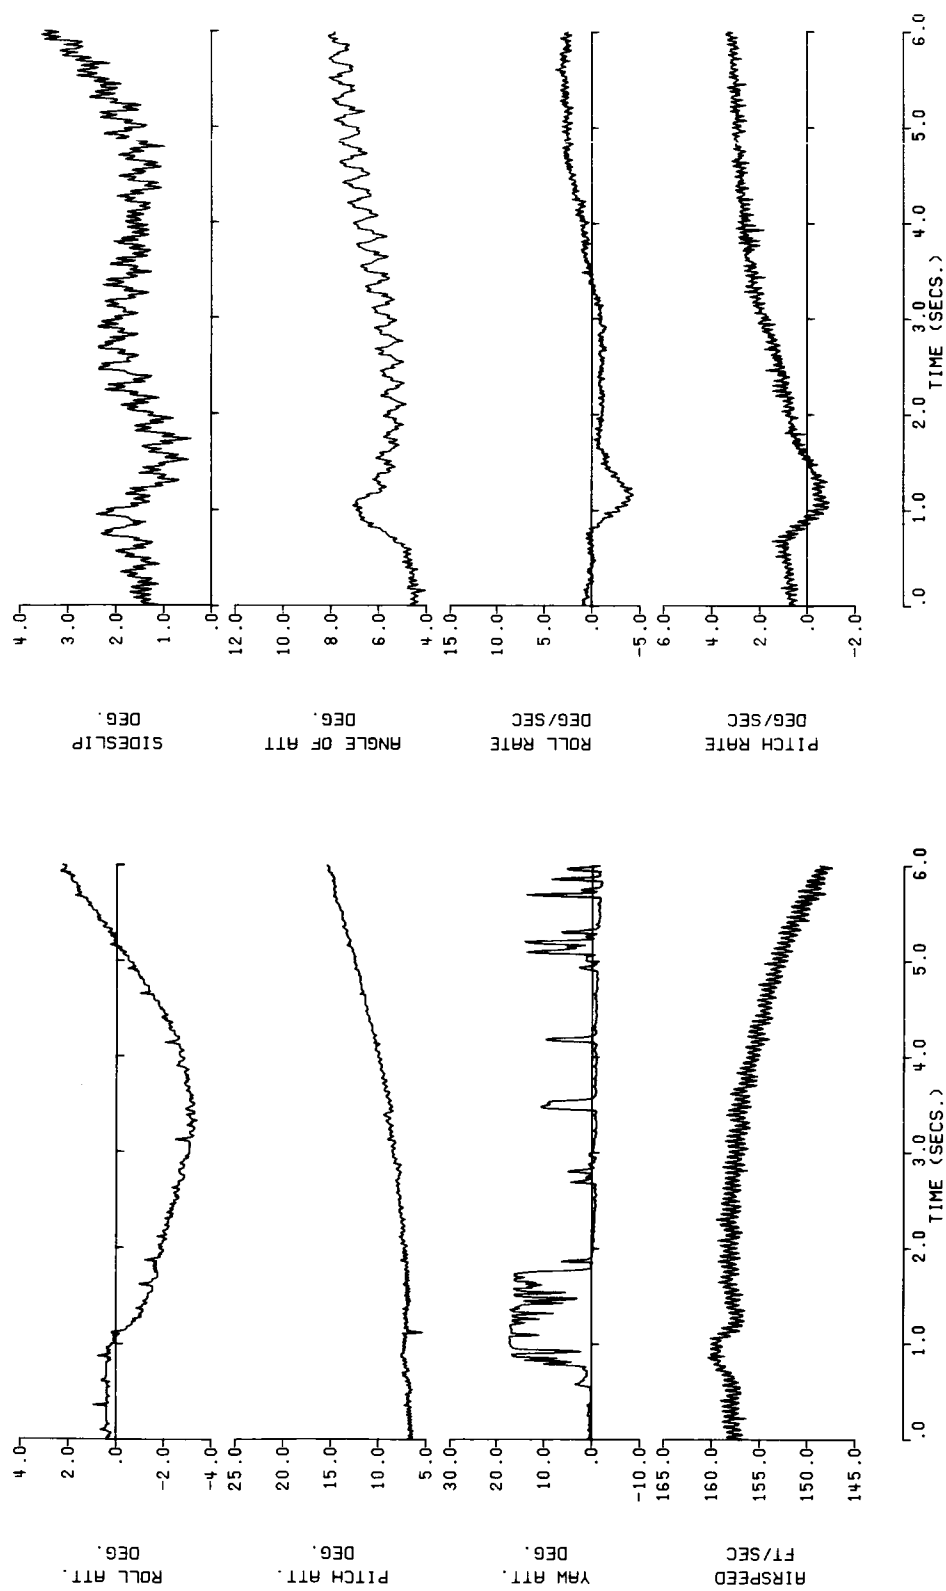 SIDESLIP
DEG.
4.0
3.0
2.0
1.0
.0
ANGLE OF ATT
DEG.
12.0
10.0
8.0
6.0
4.0
ROLL RATE
DEG/SEC
15.0
10.0
5.0
.0
-5.0
PITCH RATE
DEG/SEC
6.0
4.0
2.0
.0
-2.0
.0 1.0 2.0 3.0 4.0 5.0 6.0
TIME (SECS.)
ROLL ATT.
DEG.
4.0
2.0
.0
-2.0
-4.0
PITCH ATT.
DEG.
25.0
20.0
15.0
10.0
5.0
YAW ATT.
DEG.
30.0
20.0
10.0
.0
-10.0
AIRSPEED
FT/SEC
165.0
160.0
155.0
150.0
145.0
.0 1.0 2.0 3.0 4.0 5.0 6.0
TIME (SECS.)